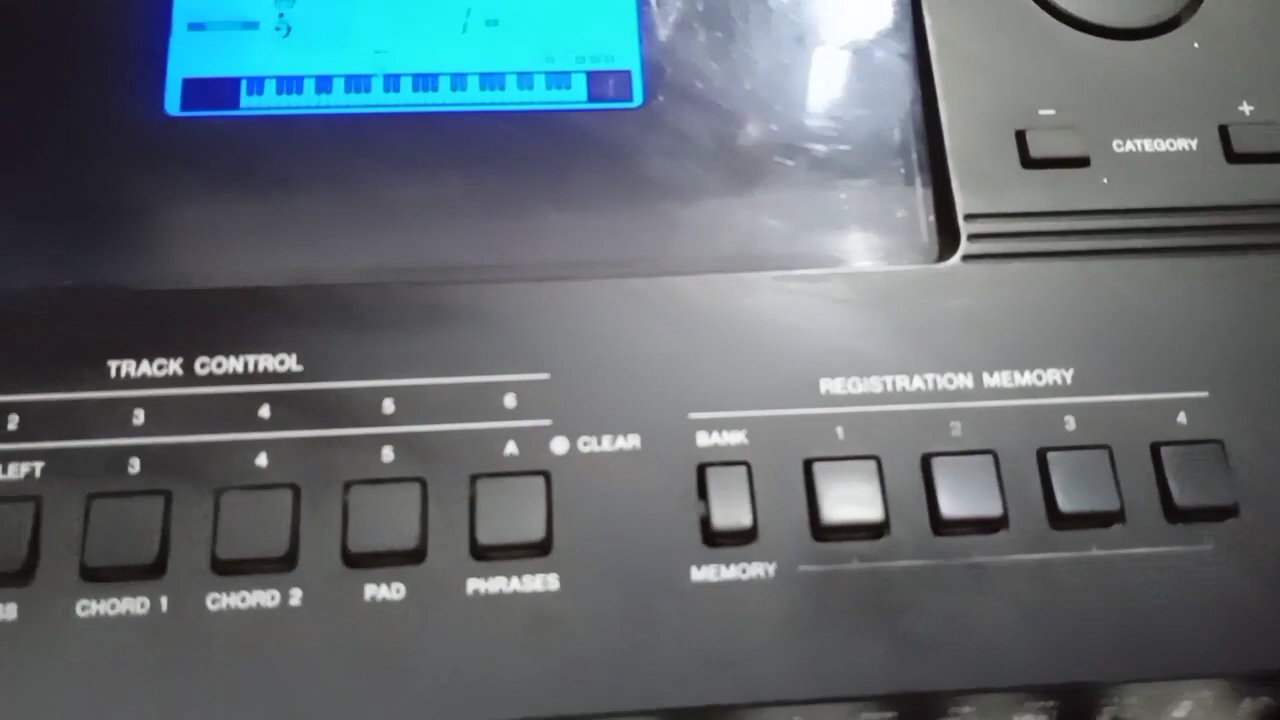 − CATEGORY +
TRACK CONTROL
2 3 4 5 6
REGISTRATION MEMORY
LEFT 3 4 5 A CLEAR
BANK 1 2 3 4
CHORD 1 CHORD 2 PAD PHRASES
MEMORY